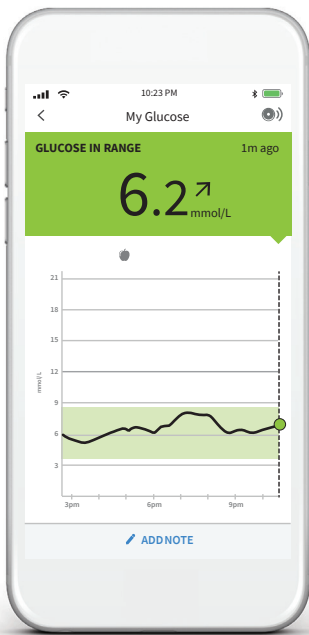 10:23 PM
My Glucose
GLUCOSE IN RANGE 1m ago
6.2 mmol/L
21
18
15
12
mmol/L
9
6
3
3pm 6pm 9pm
ADD NOTE